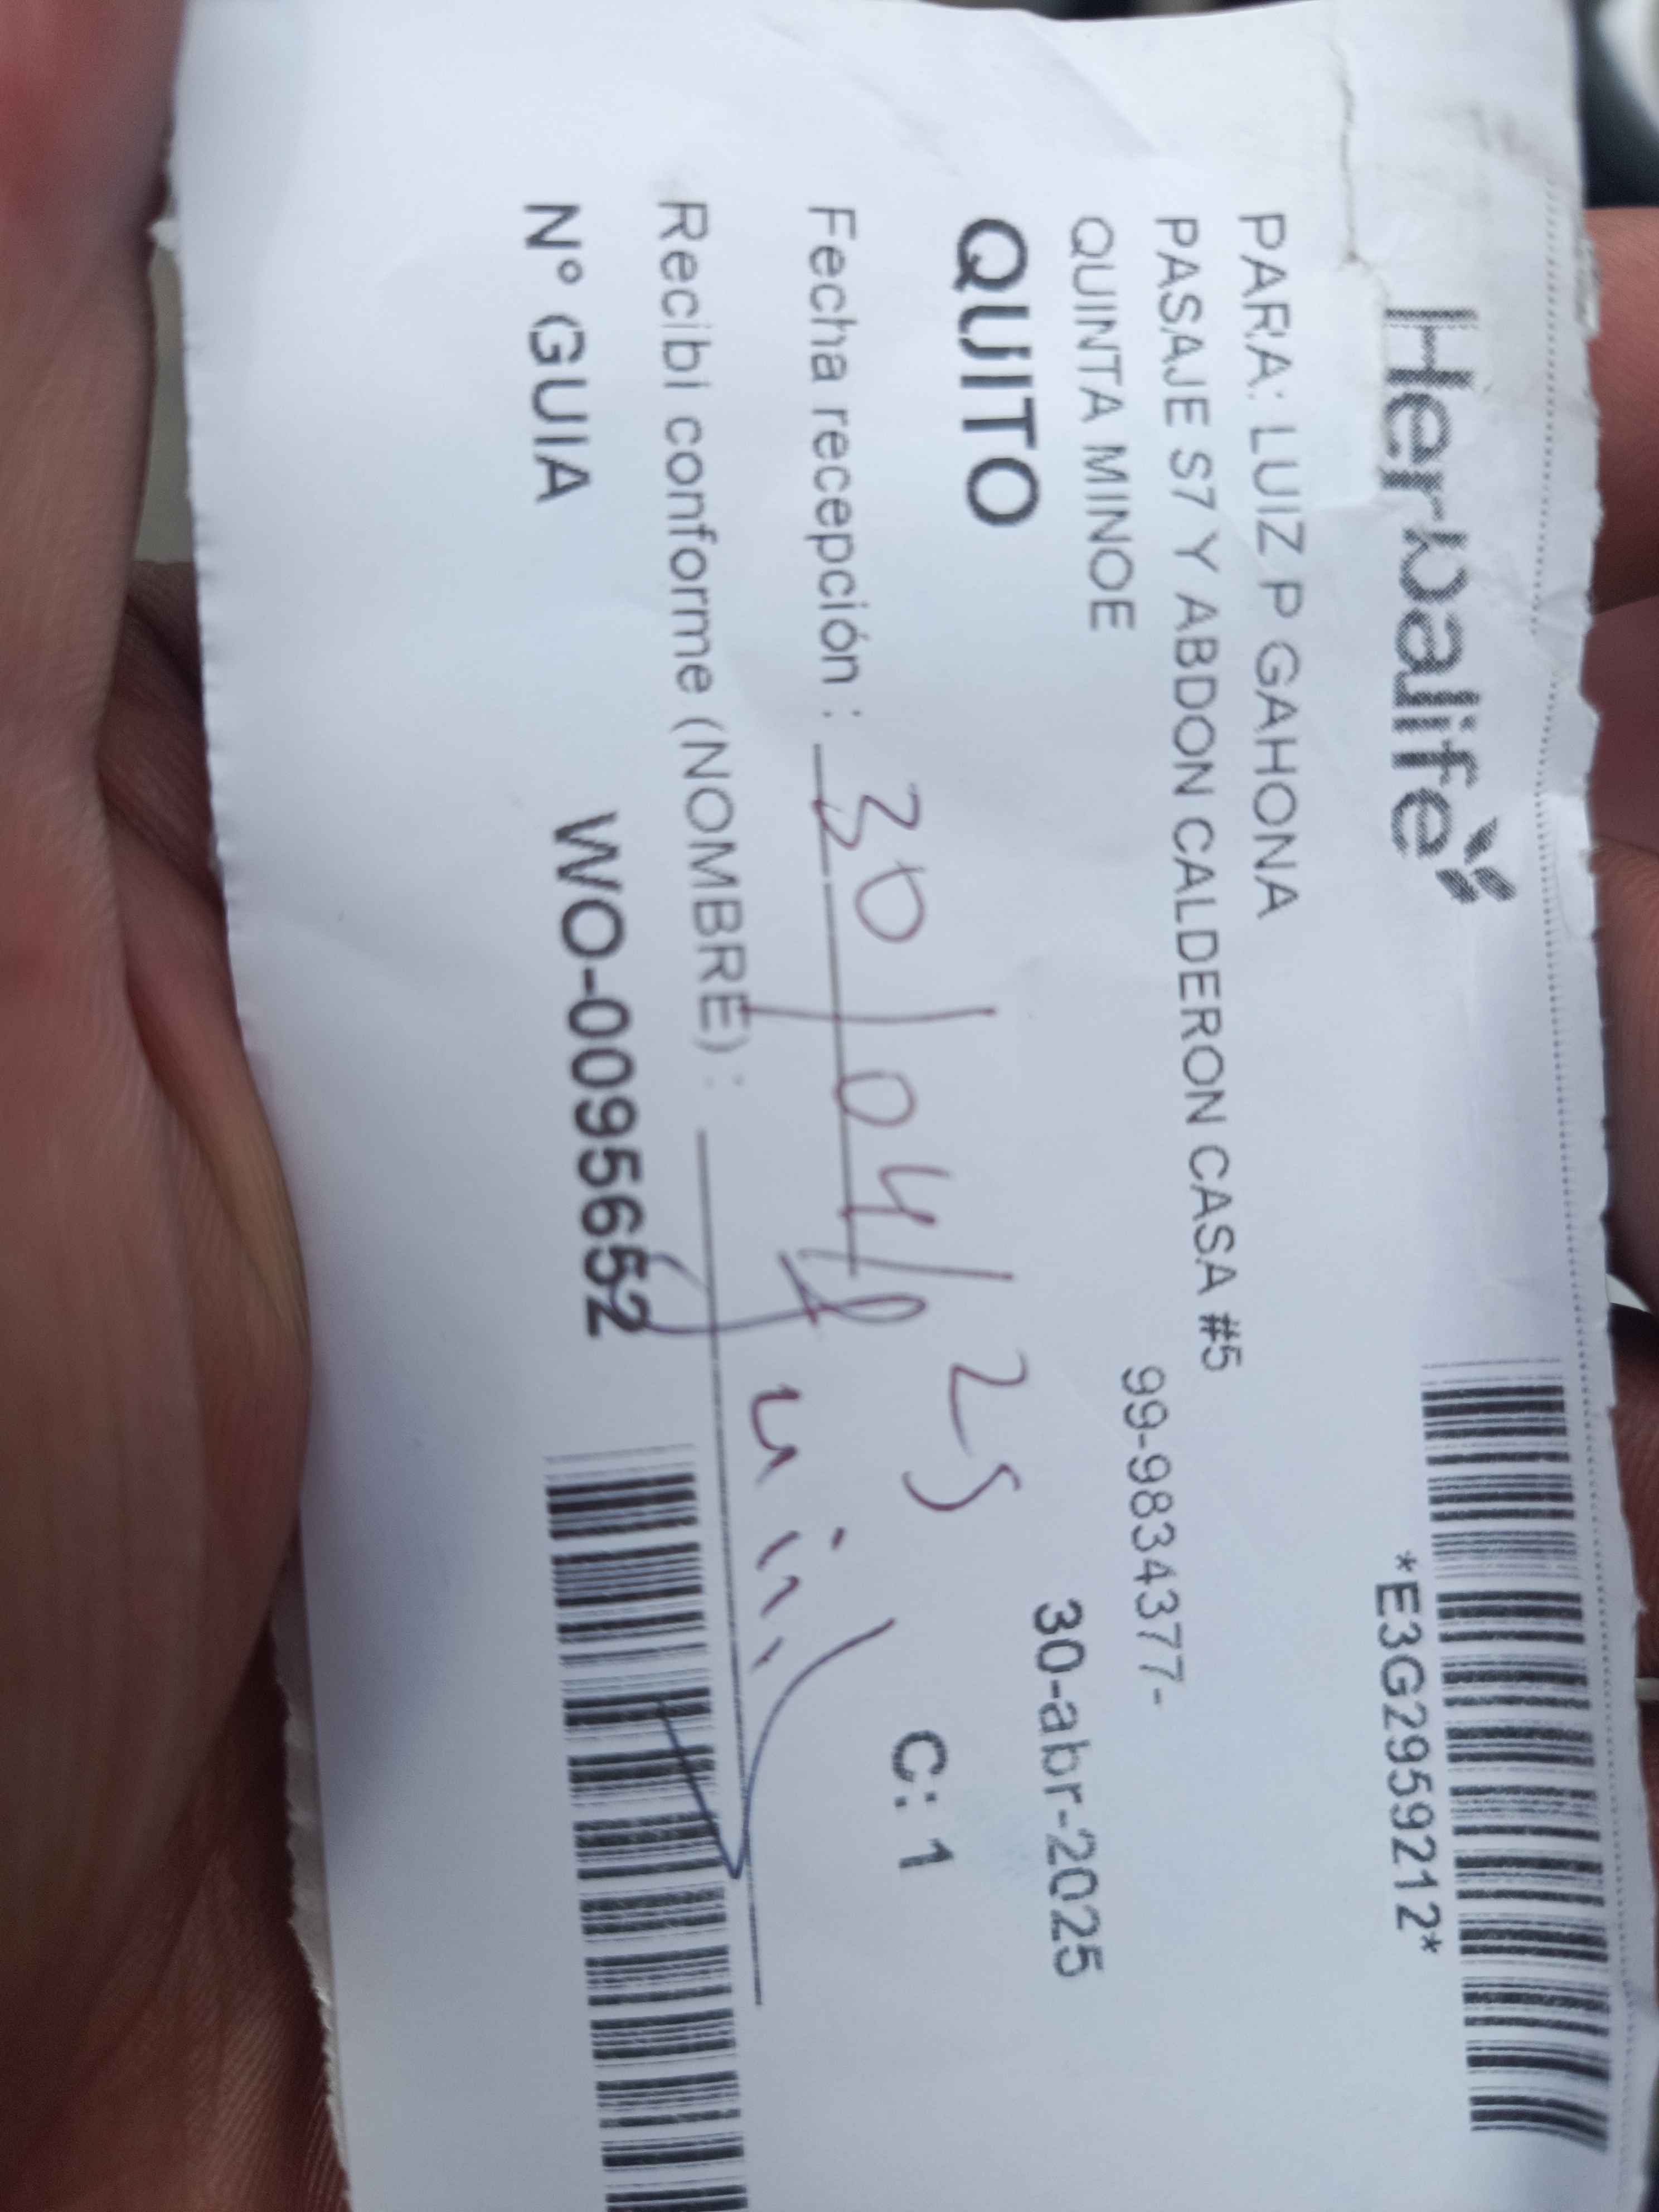 Herbalife
*E3G2959212*
PARA: LUIZ P GAHONA
PASAJE S7 Y ABDON CALDERON CASA #5
QUINTA MINOE 99-9834377-
QUITO 30-abr-2025
Fecha recepción : 30/04/25 C: 1
Recibi conforme (NOMBRE) :
N° GUIA WO-00956652